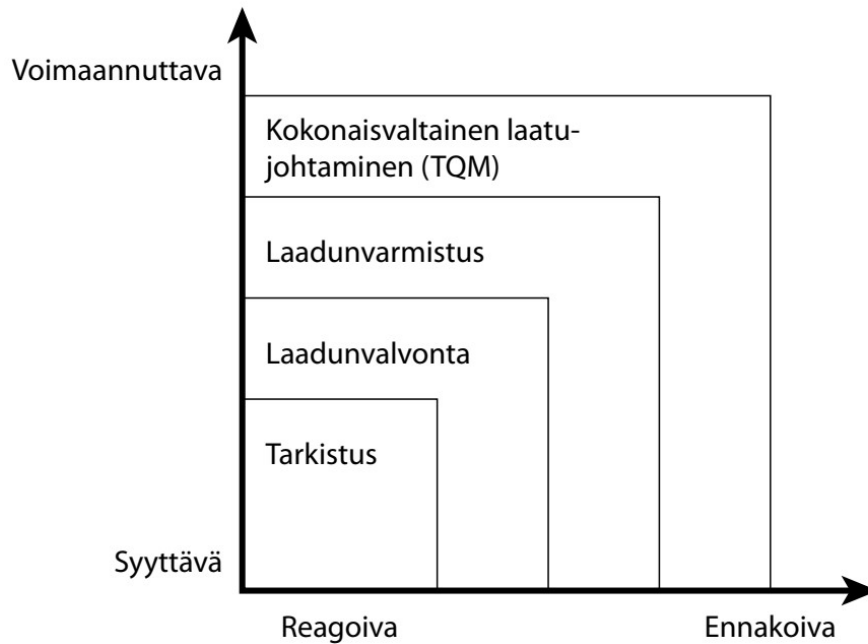 Voimaannuttava
Kokonaisvaltainen laatu-
johtaminen (TQM)
Laadunvarmistus
Laadunvalvonta
Tarkistus
Syyttävä
Reagoiva
Ennakoiva